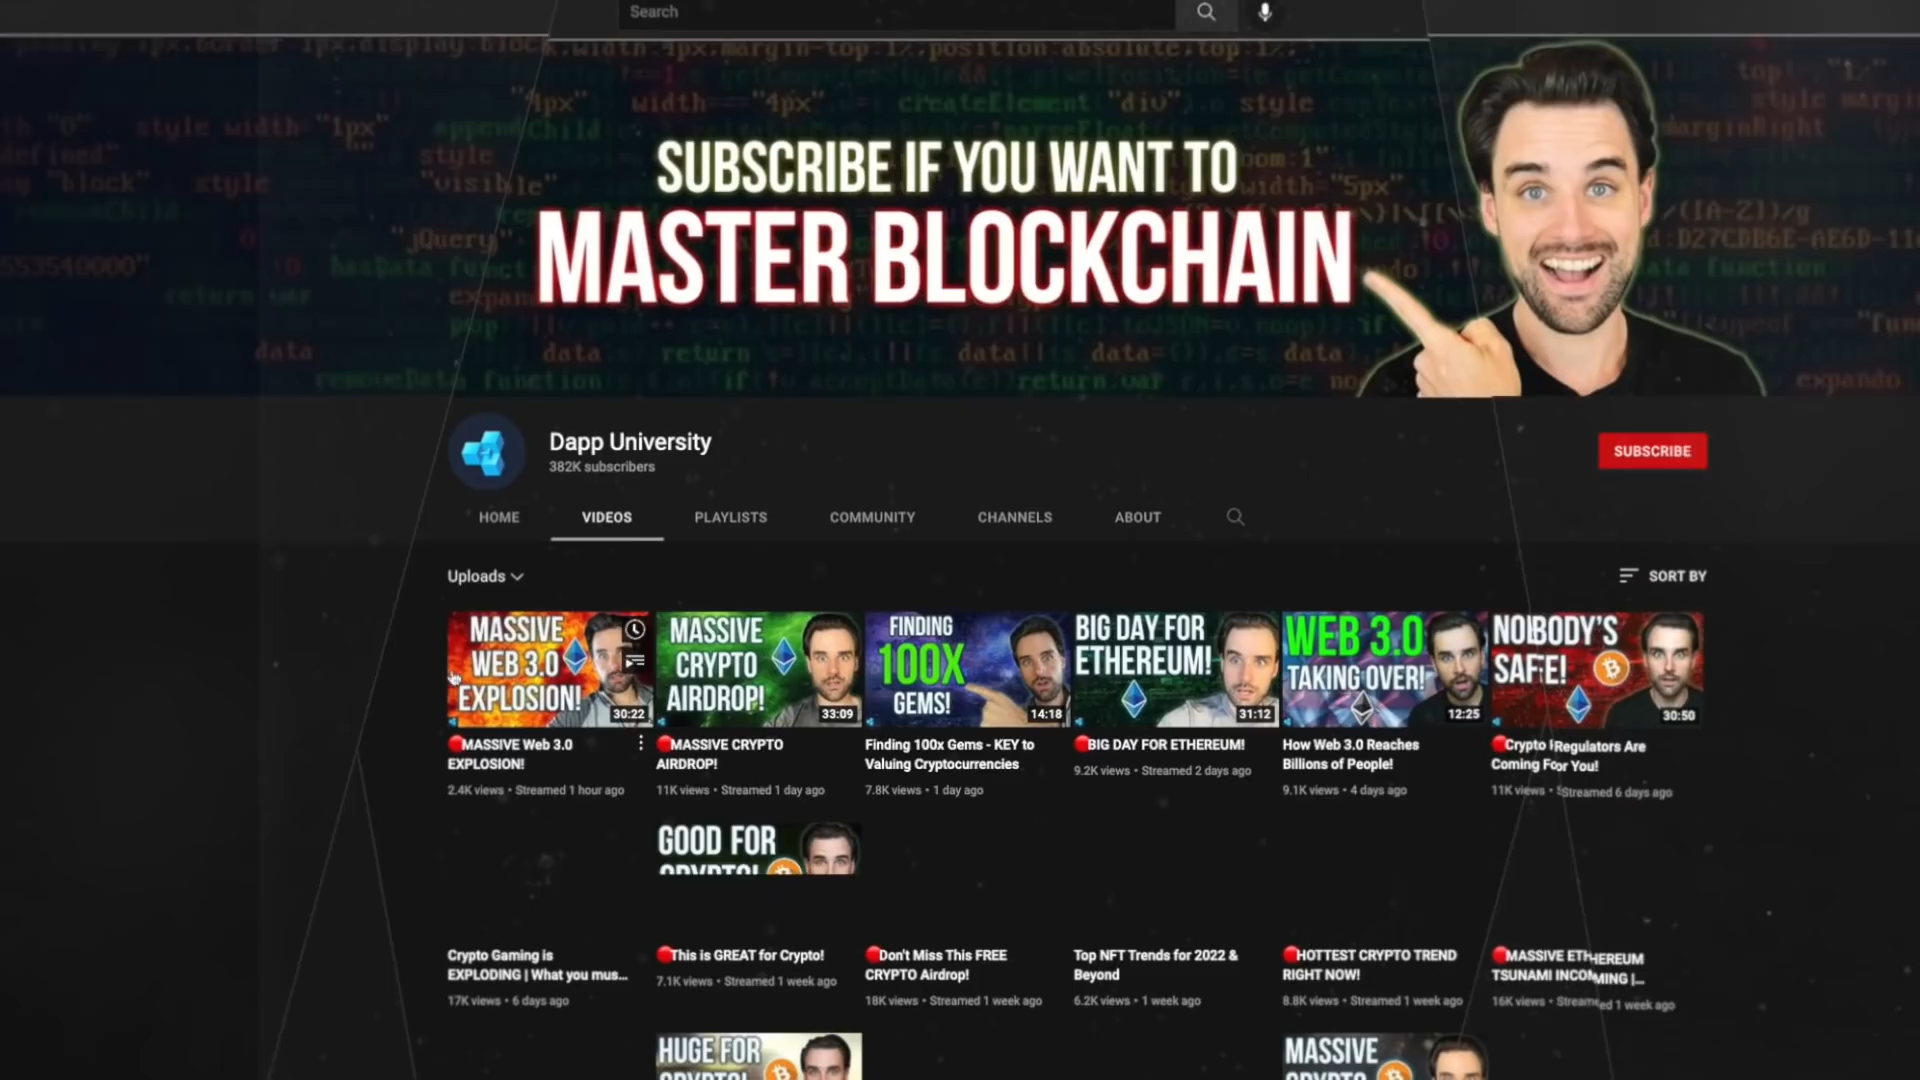 Search
SUBSCRIBE IF YOU WANT TO
MASTER BLOCKCHAIN
Dapp University
382K subscribers
SUBSCRIBE
HOME
VIDEOS
PLAYLISTS
COMMUNITY
CHANNELS
ABOUT
Uploads
SORT BY
MASSIVE
WEB 3.0
EXPLOSION!
30:22
MASSIVE
CRYPTO
AIRDROP!
33:09
FINDING
100X
GEMS!
14:18
BIG DAY FOR
ETHEREUM!
31:12
WEB 3.0
TAKING OVER!
12:25
NOBODY'S
SAFE!
30:50
MASSIVE Web 3.0
EXPLOSION!
2.4K views • Streamed 1 hour ago
MASSIVE CRYPTO
AIRDROP!
11K views • Streamed 1 day ago
Finding 100x Gems - KEY to
Valuing Cryptocurrencies
7.8K views • 1 day ago
BIG DAY FOR ETHEREUM!
9.2K views • Streamed 2 days ago
How Web 3.0 Reaches
Billions of People!
9.1K views • 4 days ago
Crypto Regulators Are
Coming For You!
11K views • Streamed 6 days ago
GOOD FOR
CRYPTO!
Crypto Gaming is
EXPLODING | What you mus...
17K views • 6 days ago
This is GREAT for Crypto!
7.1K views • Streamed 1 week ago
Don't Miss This FREE
CRYPTO Airdrop!
18K views • Streamed 1 week ago
Top NFT Trends for 2022 &
Beyond
6.2K views • 1 week ago
HOTTEST CRYPTO TREND
RIGHT NOW!
8.8K views • Streamed 1 week ago
MASSIVE ETHEREUM
TSUNAMI INCOMING |...
16K views • Streamed 1 week ago
HUGE FOR
CRYPTO!
MASSIVE
CRYPTO